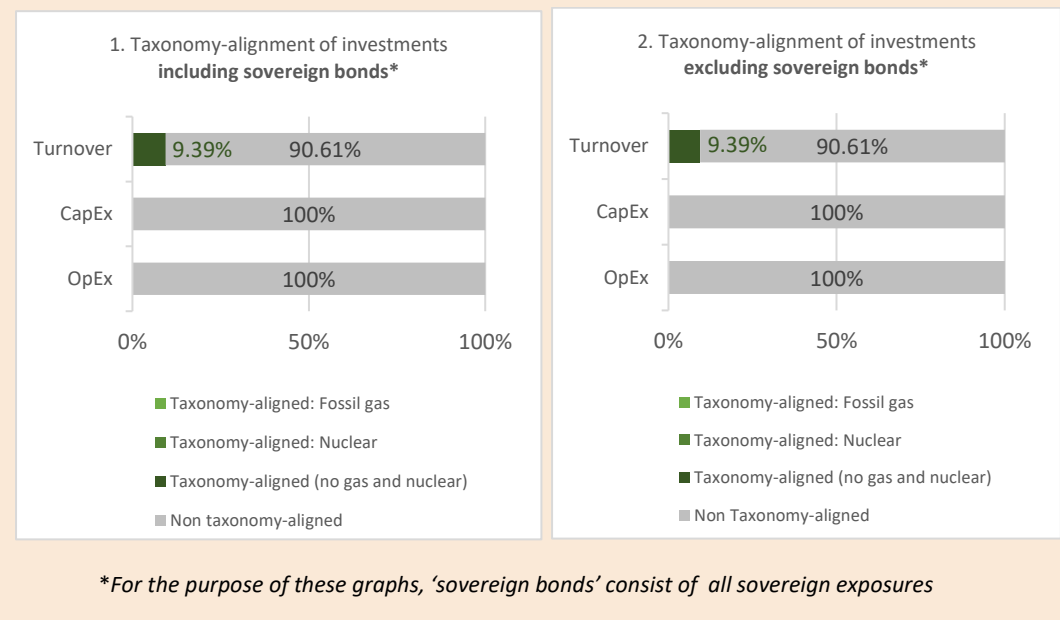 1. Taxonomy-alignment of investments
including sovereign bonds*
Turnover 9.39% 90.61%
CapEx 100%
OpEx 100%
0% 50% 100%
Taxonomy-aligned: Fossil gas
Taxonomy-aligned: Nuclear
Taxonomy-aligned (no gas and nuclear)
Non taxonomy-aligned
2. Taxonomy-alignment of investments
excluding sovereign bonds*
Turnover 9.39% 90.61%
CapEx 100%
OpEx 100%
0% 50% 100%
Taxonomy-aligned: Fossil gas
Taxonomy-aligned: Nuclear
Taxonomy-aligned (no gas and nuclear)
Non Taxonomy-aligned
*For the purpose of these graphs, ‘sovereign bonds’ consist of all sovereign exposures